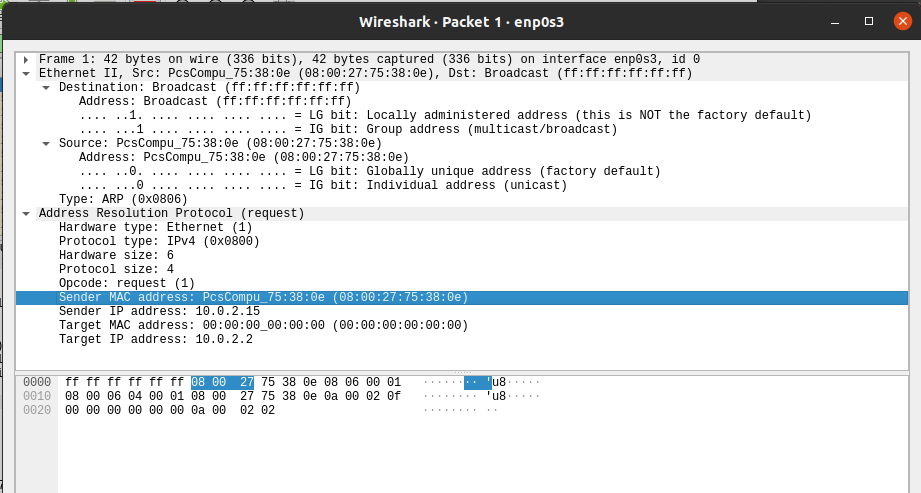 Wireshark · Packet 1 · enp0s3
Frame 1: 42 bytes on wire (336 bits), 42 bytes captured (336 bits) on interface enp0s3, id 0
Ethernet II, Src: PcsCompu_75:38:0e (08:00:27:75:38:0e), Dst: Broadcast (ff:ff:ff:ff:ff:ff)
Destination: Broadcast (ff:ff:ff:ff:ff:ff)
Address: Broadcast (ff:ff:ff:ff:ff:ff)
.... ..1. .... .... .... .... = LG bit: Locally administered address (this is NOT the factory default)
.... ...1 .... .... .... .... = IG bit: Group address (multicast/broadcast)
Source: PcsCompu_75:38:0e (08:00:27:75:38:0e)
Address: PcsCompu_75:38:0e (08:00:27:75:38:0e)
.... ..0. .... .... .... .... = LG bit: Globally unique address (factory default)
.... ...0 .... .... .... .... = IG bit: Individual address (unicast)
Type: ARP (0x0806)
Address Resolution Protocol (request)
Hardware type: Ethernet (1)
Protocol type: IPv4 (0x0800)
Hardware size: 6
Protocol size: 4
Opcode: request (1)
Sender MAC address: PcsCompu_75:38:0e (08:00:27:75:38:0e)
Sender IP address: 10.0.2.15
Target MAC address: 00:00:00_00:00:00 (00:00:00:00:00:00)
Target IP address: 10.0.2.2
0000 ff ff ff ff ff ff 08 00 27 75 38 0e 08 06 00 01 ········ 'u8·····
0010 08 00 06 04 00 01 08 00 27 75 38 0e 0a 00 02 0f ········ 'u8·····
0020 00 00 00 00 00 00 0a 00 02 02 ········ ··